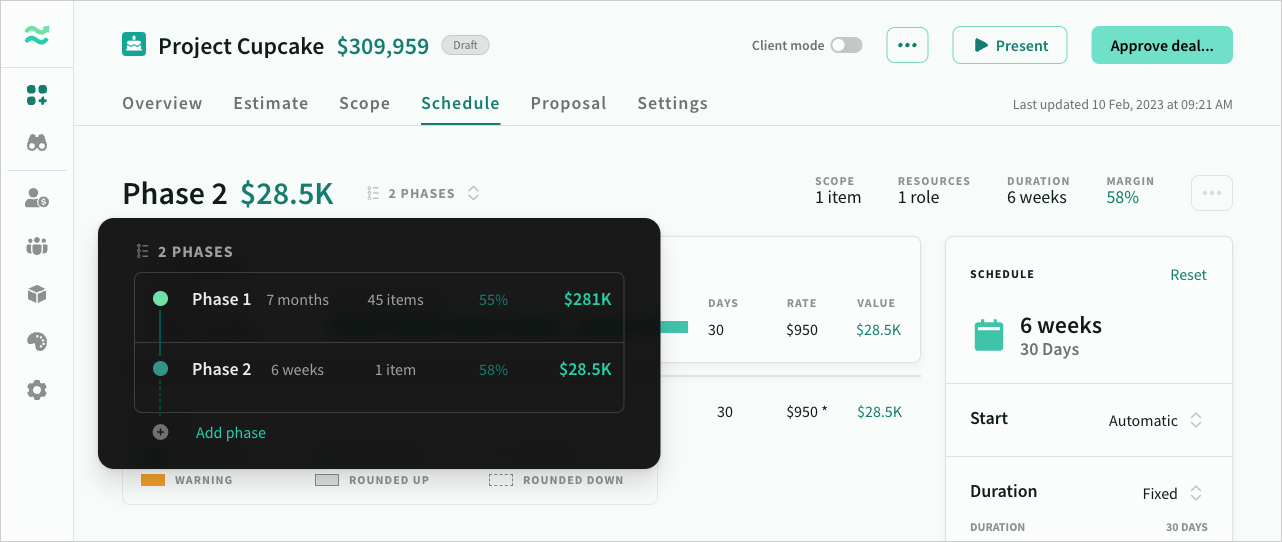 Project Cupcake $309,959 Draft
Client mode
Present
Approve deal...
Overview Estimate Scope Schedule Proposal Settings
Last updated 10 Feb, 2023 at 09:21 AM
Phase 2 $28.5K
2 PHASES
SCOPE RESOURCES DURATION MARGIN
1 item 1 role 6 weeks 58%
2 PHASES
Phase 1 7 months 45 items 55% $281K
Phase 2 6 weeks 1 item 58% $28.5K
Add phase
DAYS RATE VALUE
30 $950 $28.5K
30 $950 * $28.5K
WARNING ROUNDED UP ROUNDED DOWN
SCHEDULE Reset
6 weeks
30 Days
Start Automatic
Duration Fixed
DURATION 30 DAYS